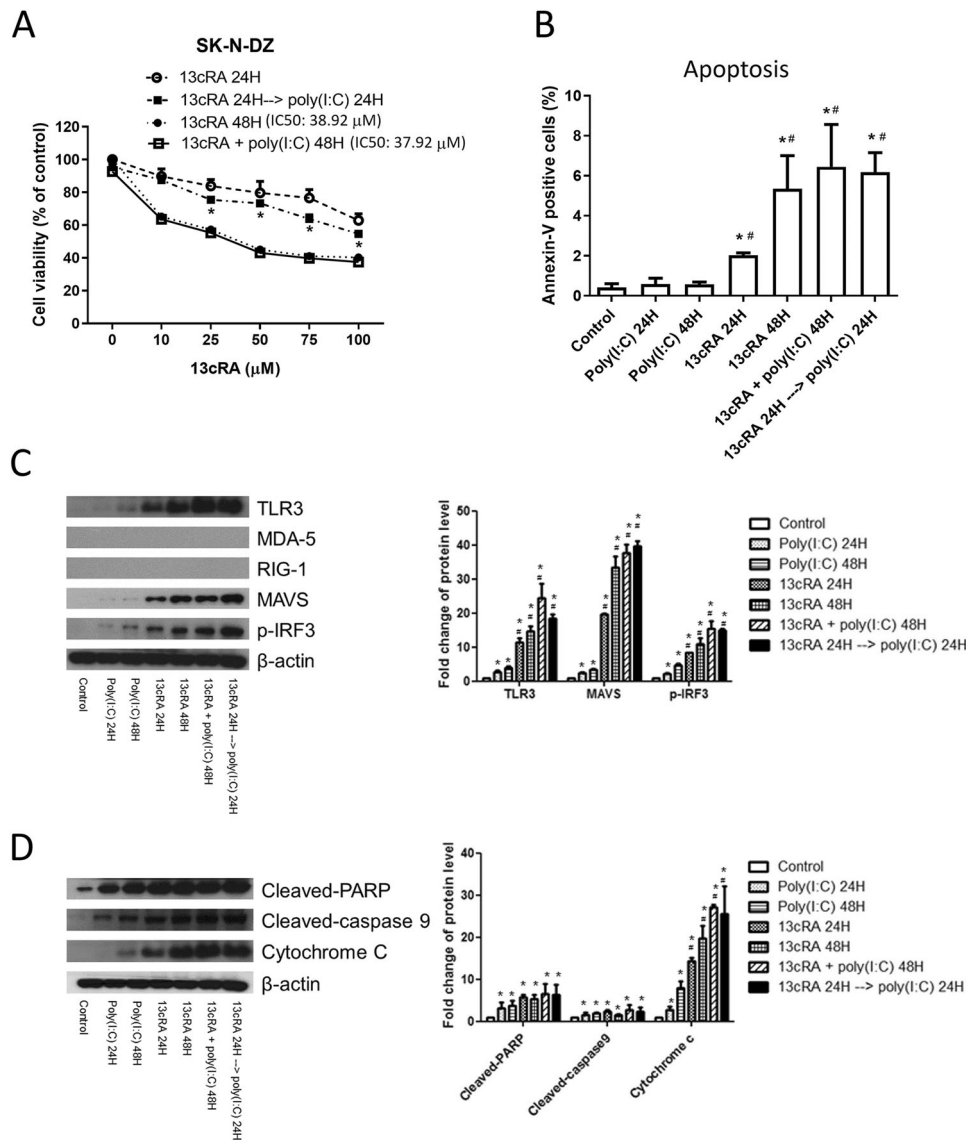 A
SK-N-DZ
13cRA 24H
13cRA 24H--> poly(I:C) 24H
13cRA 48H (IC50: 38.92 μM)
13cRA + poly(I:C) 48H (IC50: 37.92 μM)
Cell viability (% of control)
120
100
80
60
40
20
0
* * * *
0 10 25 50 75 100
13cRA (μM)
B
Apoptosis
Annexin-V positive cells (%)
10
8
6
4
2
0
*# *# *# *#
Control
Poly(I:C) 24H
Poly(I:C) 48H
13cRA 24H
13cRA 48H
13cRA + poly(I:C) 48H
13cRA 24H ---> poly(I:C) 24H
C
TLR3
MDA-5
RIG-1
MAVS
p-IRF3
β-actin
Control
Poly(I:C) 24H
Poly(I:C) 48H
13cRA 24H
13cRA 48H
13cRA + poly(I:C) 48H
13cRA 24H --> poly(I:C) 24H
Fold change of protein level
50
40
30
20
10
0
TLR3 MAVS p-IRF3
Control
Poly(I:C) 24H
Poly(I:C) 48H
13cRA 24H
13cRA 48H
13cRA + poly(I:C) 48H
13cRA 24H --> poly(I:C) 24H
D
Cleaved-PARP
Cleaved-caspase 9
Cytochrome C
β-actin
Control
Poly(I:C) 24H
Poly(I:C) 48H
13cRA 24H
13cRA 48H
13cRA + poly(I:C) 48H
13cRA 24H --> poly(I:C) 24H
Fold change of protein level
40
30
20
10
0
Cleaved-PARP
Cleaved-caspase9
Cytochrome c
Control
Poly(I:C) 24H
Poly(I:C) 48H
13cRA 24H
13cRA 48H
13cRA + poly(I:C) 48H
13cRA 24H --> poly(I:C) 24H